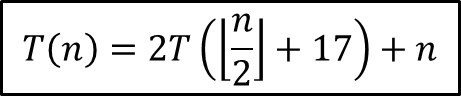 T(n) = 2T(⌊n/2⌋ + 17) + n